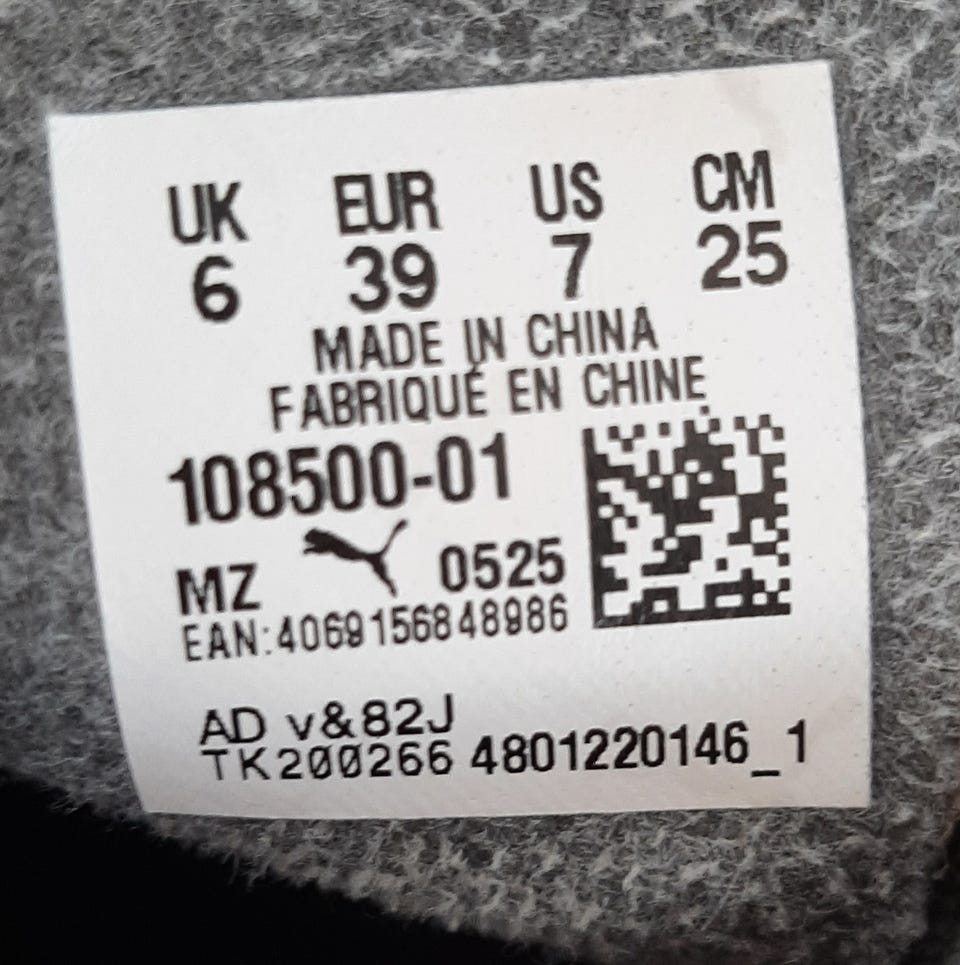 UK EUR US CM
6 39 7 25
MADE IN CHINA
FABRIQUÉ EN CHINE
108500-01
MZ 0525
EAN:4069156848986
AD v&82J
TK200266 4801220146_1